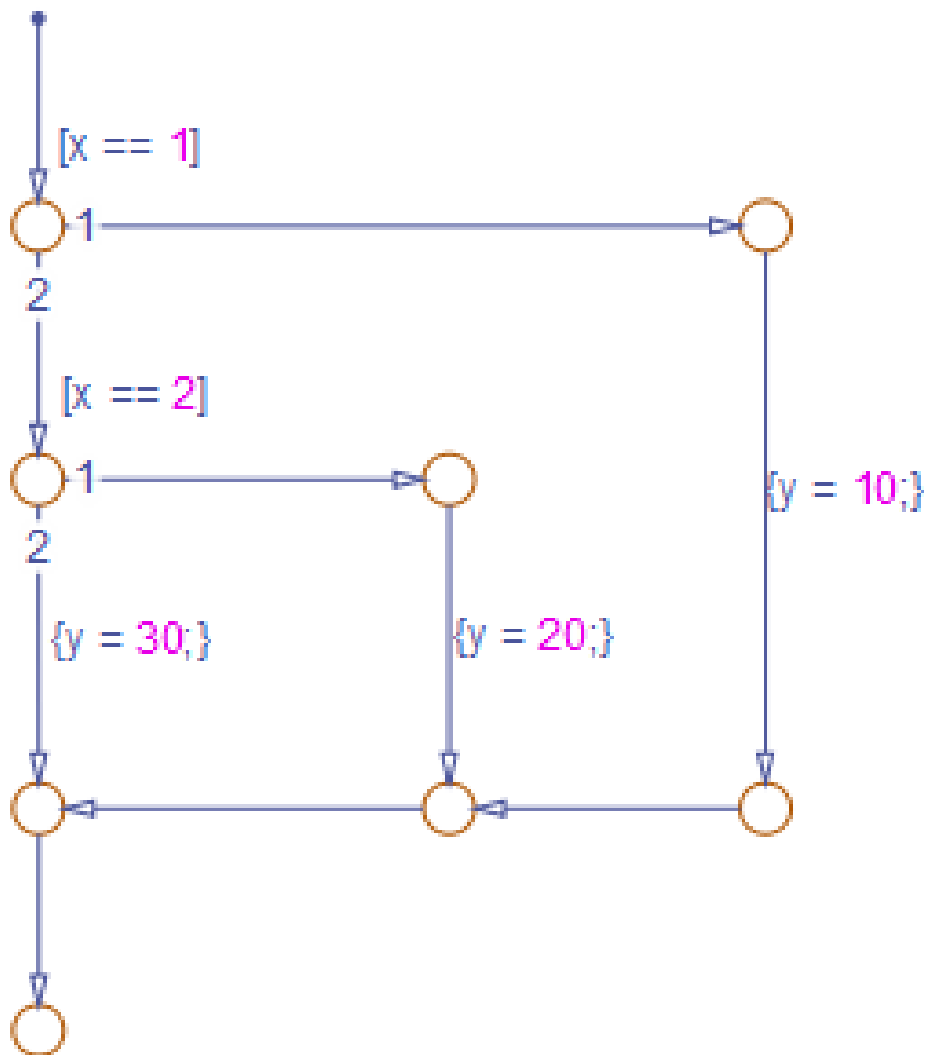 [x == 1]
1
2
[x == 2]
1
{y = 10;}
2
{y = 30;}
{y = 20;}